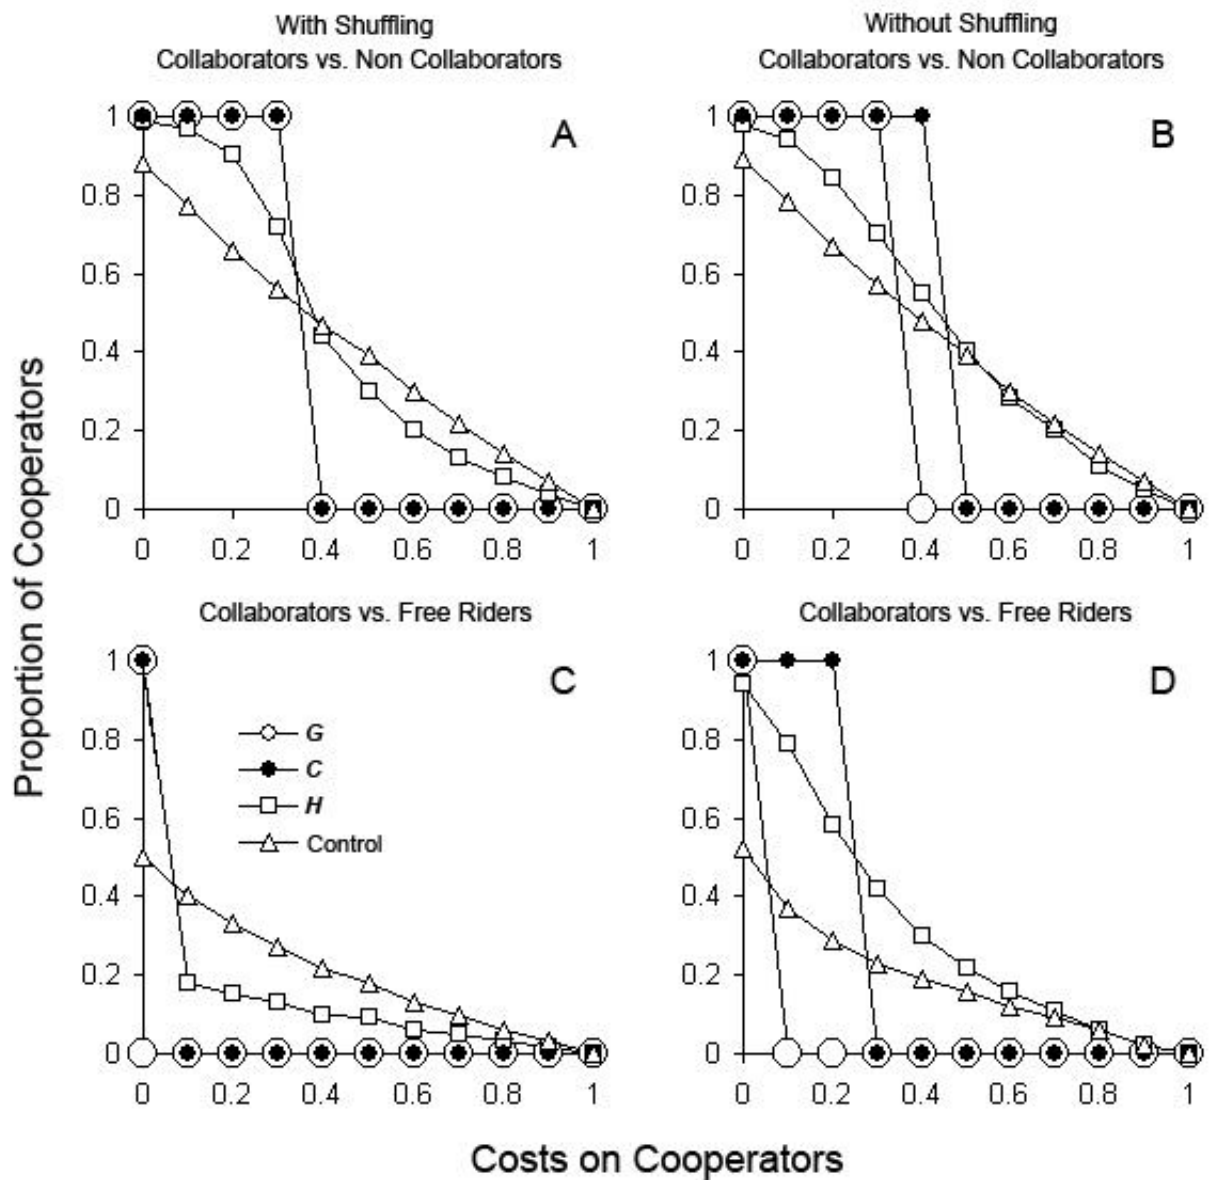 With Shuffling
Collaborators vs. Non Collaborators
Without Shuffling
Collaborators vs. Non Collaborators
Proportion of Cooperators
A
1
0.8
0.6
0.4
0.2
0
0 0.2 0.4 0.6 0.8 1
B
1
0.8
0.6
0.4
0.2
0
0 0.2 0.4 0.6 0.8 1
Collaborators vs. Free Riders
C
1
0.8
0.6
0.4
0.2
0
G
C
H
Control
0 0.2 0.4 0.6 0.8 1
Collaborators vs. Free Riders
D
1
0.8
0.6
0.4
0.2
0
0 0.2 0.4 0.6 0.8 1
Costs on Cooperators